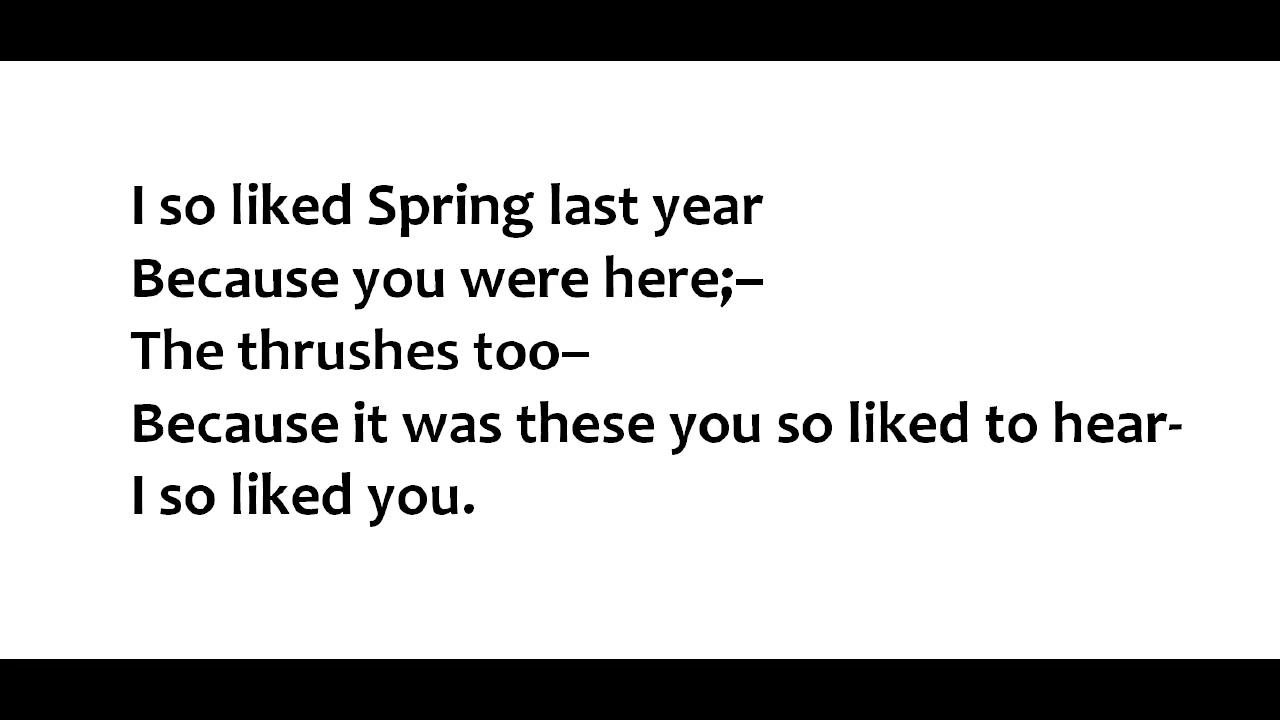 I so liked Spring last year
Because you were here;–
The thrushes too–
Because it was these you so liked to hear-
I so liked you.